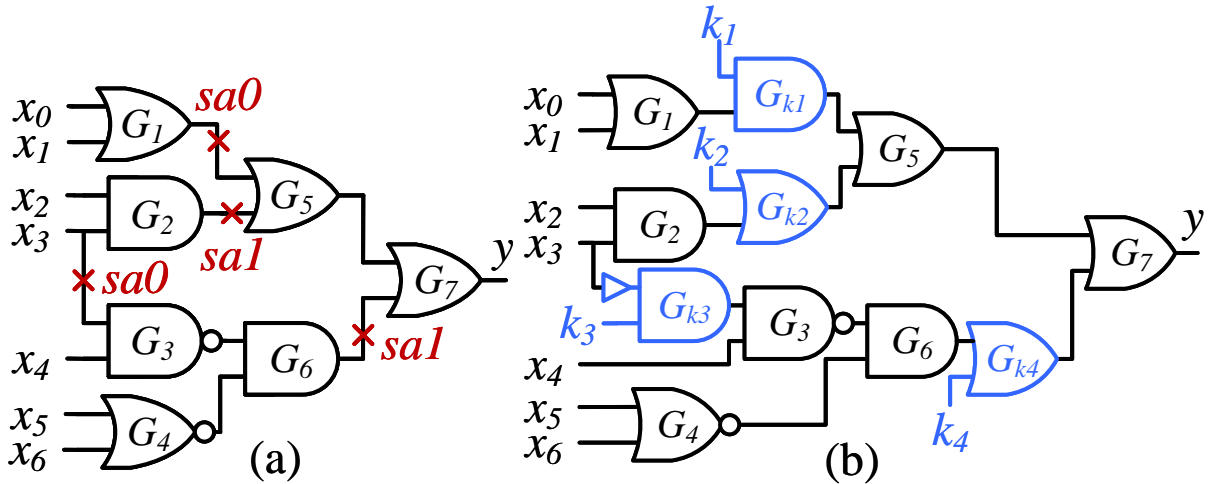 x0
x1
G1
sa0
x2
x3
G2
sa1
G5
sa0
G7
y
x4
G3
G6
sa1
x5
x6
G4
(a)
k1
x0
x1
G1
Gk1
k2
G5
x2
x3
G2
Gk2
y
G7
k3
Gk3
G3
G6
Gk4
x4
x5
x6
G4
k4
(b)